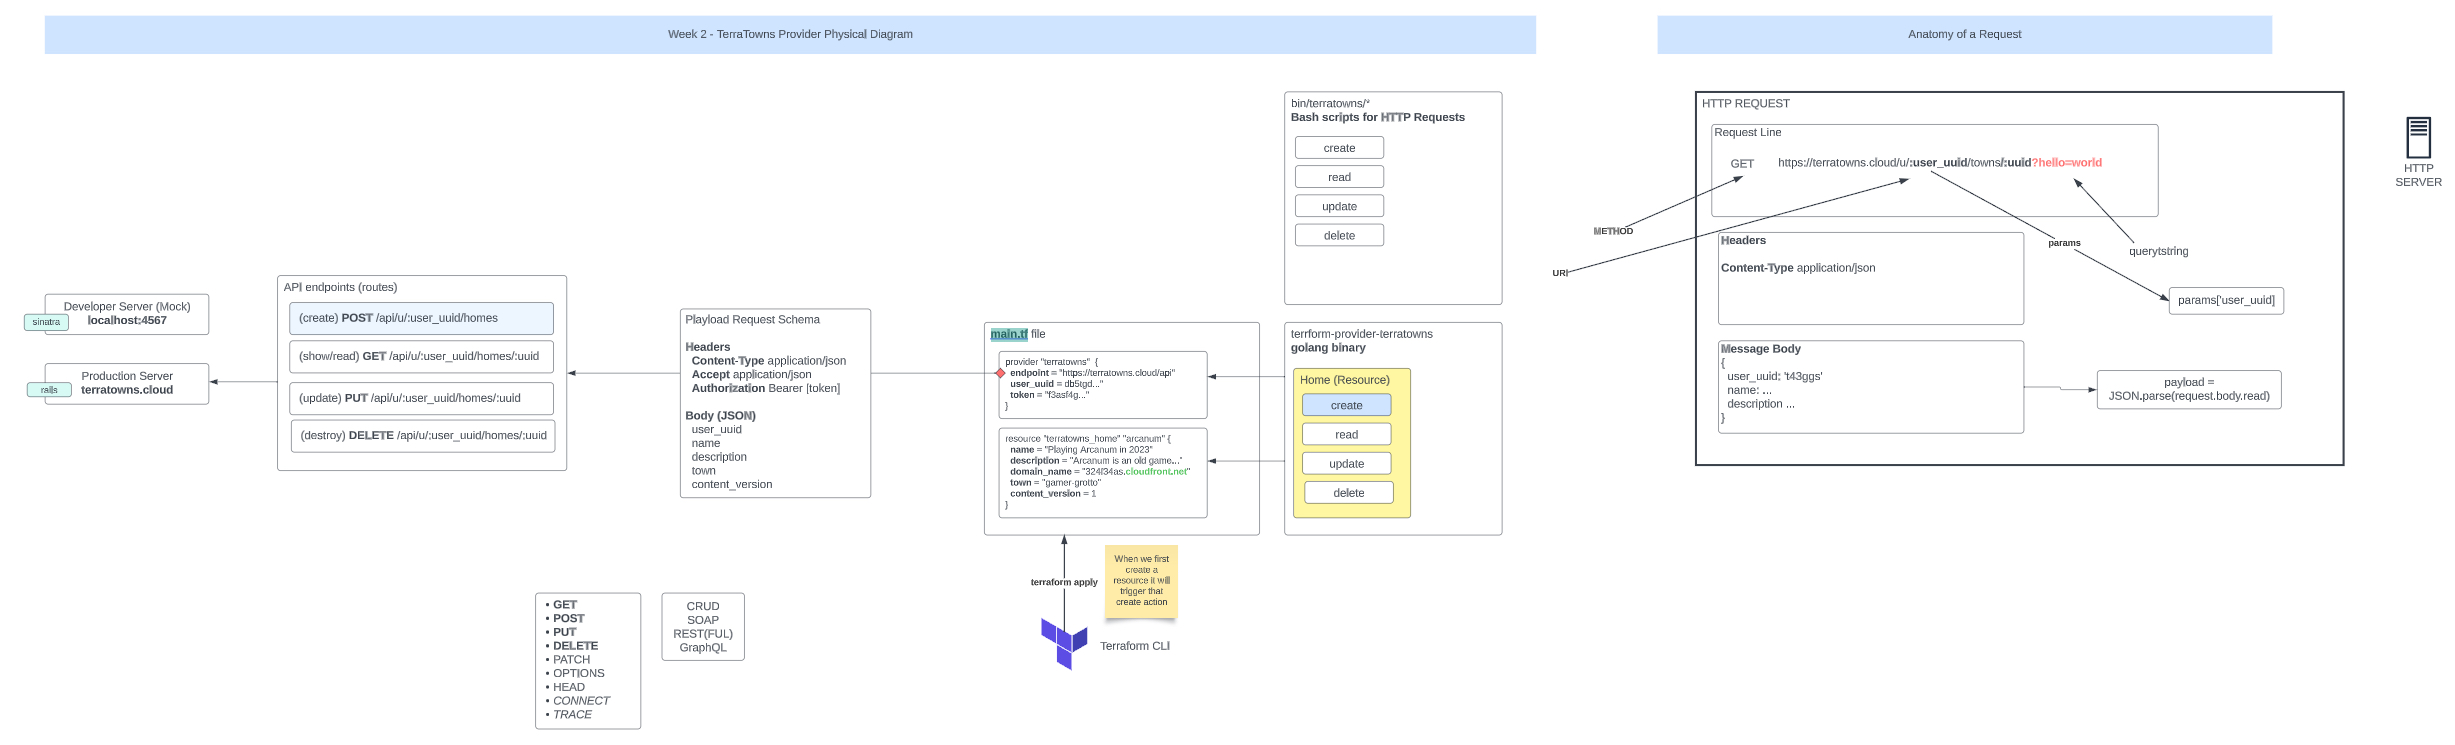 Week 2 - TerraTowns Provider Physical Diagram
Anatomy of a Request
bin/terratowns/*
Bash scripts for HTTP Requests
create
read
update
delete
HTTP REQUEST
Request Line
GET https://terratowns.cloud/u/:user_uuid/towns/:uuid?hello=world
HTTP
SERVER
METHOD
URI
params
querytstring
Headers
Content-Type application/json
params['user_uuid]
Message Body
{
user_uuid: 't43ggs'
name: ...
description ...
}
payload =
JSON.parse(request.body.read)
Developer Server (Mock)
localhost:4567
sinatra
Production Server
terratowns.cloud
rails
API endpoints (routes)
(create) POST /api/u/:user_uuid/homes
(show/read) GET /api/u/:user_uuid/homes/:uuid
(update) PUT /api/u/:user_uuid/homes/:uuid
(destroy) DELETE /api/u/:user_uuid/homes/:uuid
Playload Request Schema
Headers
Content-Type application/json
Accept application/json
Authorization Bearer [token]
Body (JSON)
user_uuid
name
description
town
content_version
main.tf file
provider "terratowns" {
endpoint = "https://terratowns.cloud/api"
user_uuid = db5tgd..."
token = "f3asf4g..."
}
resource "terratowns_home" "arcanum" {
name = "Playing Arcanum in 2023"
description = "Arcanum is an old game..."
domain_name = "324f34as.cloudfront.net"
town = "gamer-grotto"
content_version = 1
}
terrform-provider-terratowns
golang binary
Home (Resource)
create
read
update
delete
terraform apply
When we first
create a
resource it will
trigger that
create action
Terraform CLI
• GET
• POST
• PUT
• DELETE
• PATCH
• OPTIONS
• HEAD
• CONNECT
• TRACE
CRUD
SOAP
REST(FUL)
GraphQL